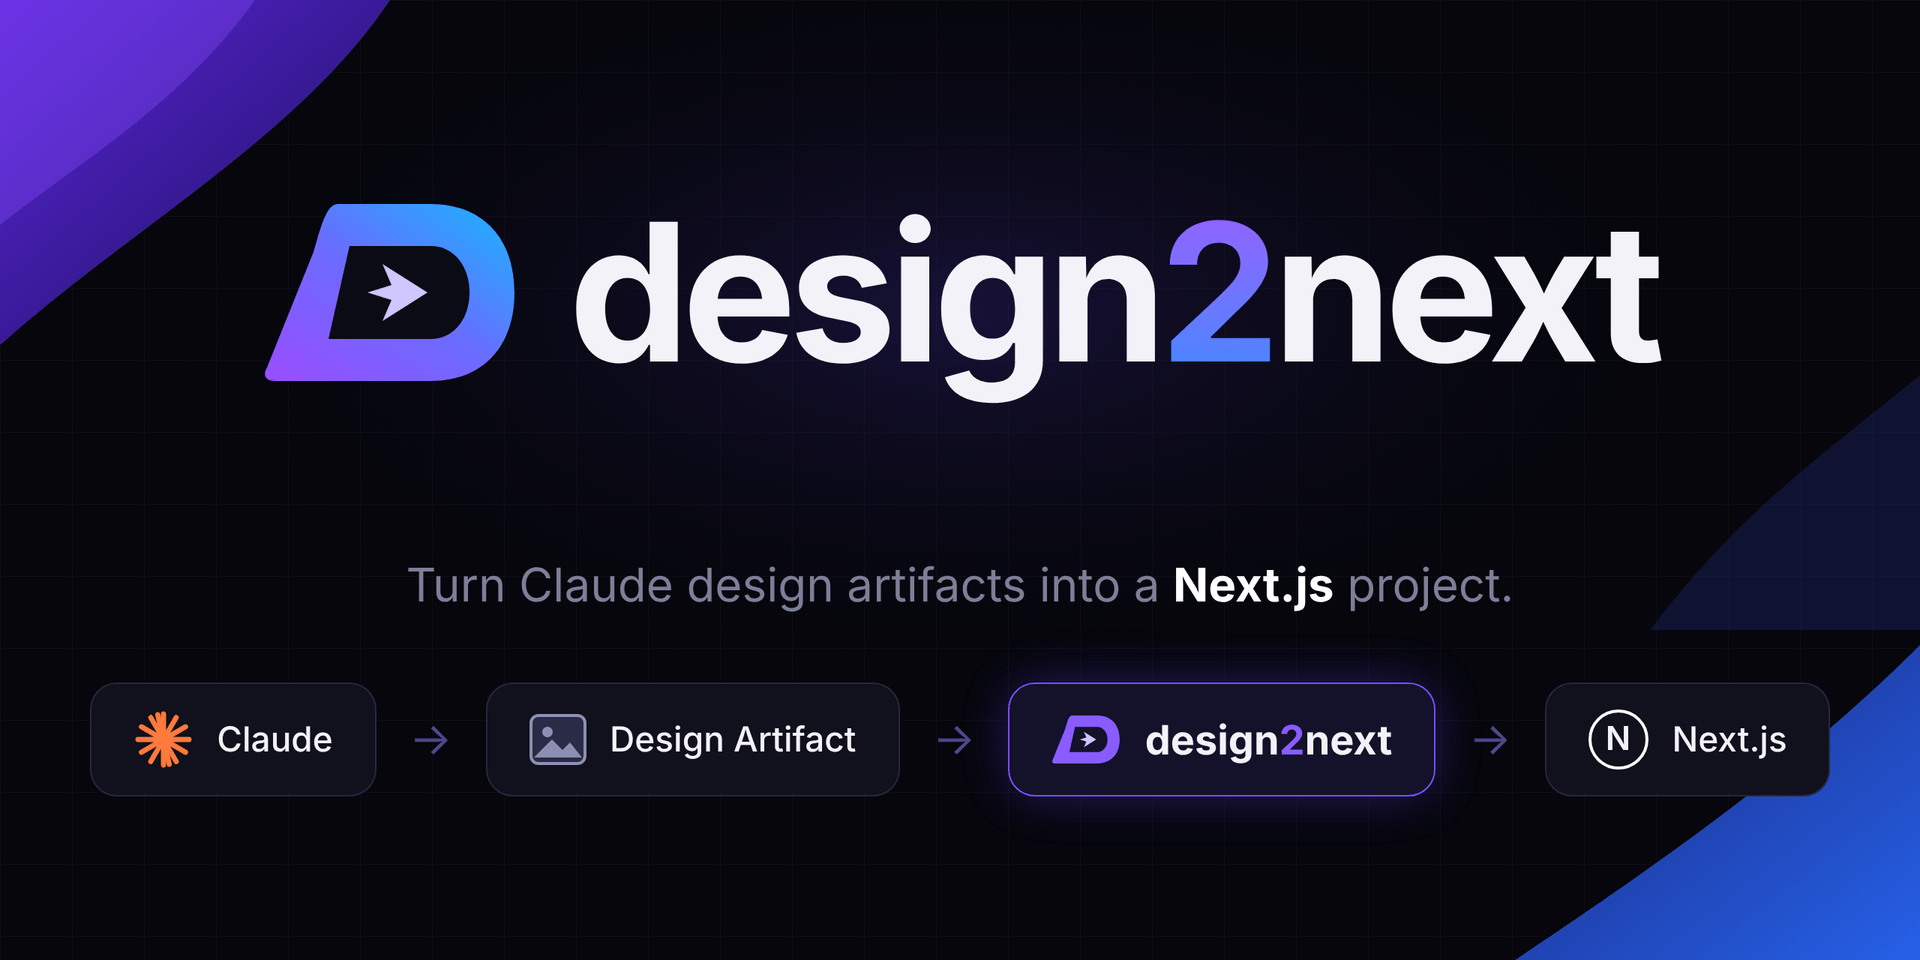 design2next
Turn Claude design artifacts into a Next.js project.
Claude
Design Artifact
design2next
N Next.js